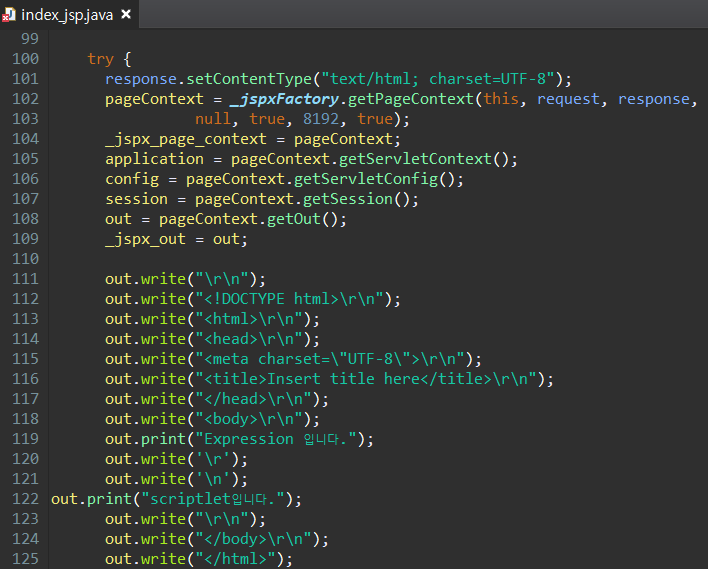 index_jsp.java
99
100 try {
101 response.setContentType("text/html; charset=UTF-8");
102 pageContext = _jspxFactory.getPageContext(this, request, response,
103 null, true, 8192, true);
104 _jspx_page_context = pageContext;
105 application = pageContext.getServletContext();
106 config = pageContext.getServletConfig();
107 session = pageContext.getSession();
108 out = pageContext.getOut();
109 _jspx_out = out;
110
111 out.write("\r\n");
112 out.write("<!DOCTYPE html>\r\n");
113 out.write("<html>\r\n");
114 out.write("<head>\r\n");
115 out.write("<meta charset=\"UTF-8\">\r\n");
116 out.write("<title>Insert title here</title>\r\n");
117 out.write("</head>\r\n");
118 out.write("<body>\r\n");
119 out.print("Expression 입니다.");
120 out.write('\r');
121 out.write('\n');
122 out.print("scriptlet입니다.");
123 out.write("\r\n");
124 out.write("</body>\r\n");
125 out.write("</html>");